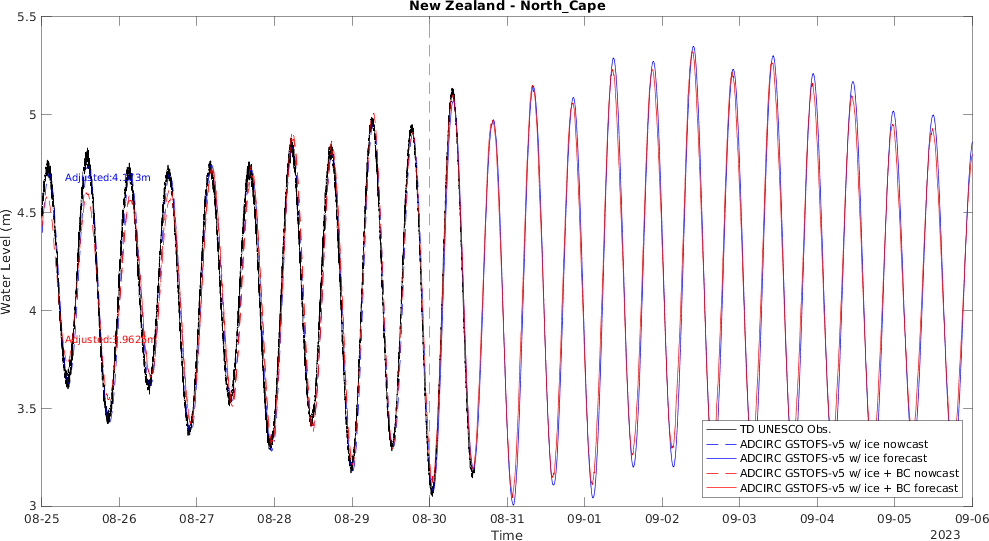 New Zealand - North_Cape
5.5
5
4.5
4
3.5
3
Water Level (m)
08-25
08-26
08-27
08-28
08-29
08-30
08-31
09-01
09-02
09-03
09-04
09-05
09-06
Time
2023
TD UNESCO Obs.
ADCIRC GSTOFS-v5 w/ ice nowcast
ADCIRC GSTOFS-v5 w/ ice forecast
ADCIRC GSTOFS-v5 w/ ice + BC nowcast
ADCIRC GSTOFS-v5 w/ ice + BC forecast